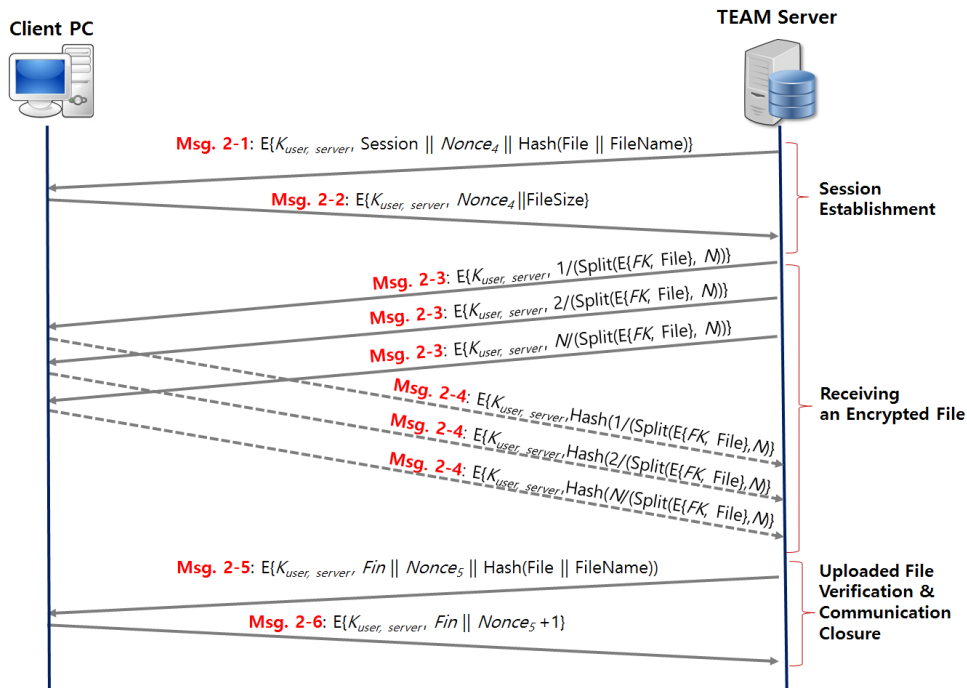 Client PC
TEAM Server
Msg. 2-1: E{Kuser, server, Session || Nonce4 || Hash(File || FileName)}
Msg. 2-2: E{Kuser, server, Nonce4||FileSize}
Session
Establishment
Msg. 2-3: E{Kuser, server, 1/(Split(E{FK, File}, N))}
Msg. 2-3: E{Kuser, server, 2/(Split(E{FK, File}, N))}
Msg. 2-3: E{Kuser, server, N/(Split(E{FK, File}, N))}
Msg. 2-4: E{Kuser, server,Hash(1/(Split(E{FK, File},N)}
Msg. 2-4: E{Kuser, server,Hash(2/(Split(E{FK, File},N)}
Msg. 2-4: E{Kuser, server,Hash(N/(Split(E{FK, File},N)}
Receiving
an Encrypted File
Msg. 2-5: E{Kuser, server, Fin || Nonce5 || Hash(File || FileName))
Msg. 2-6: E{Kuser, server, Fin || Nonce5 +1}
Uploaded File
Verification &
Communication
Closure